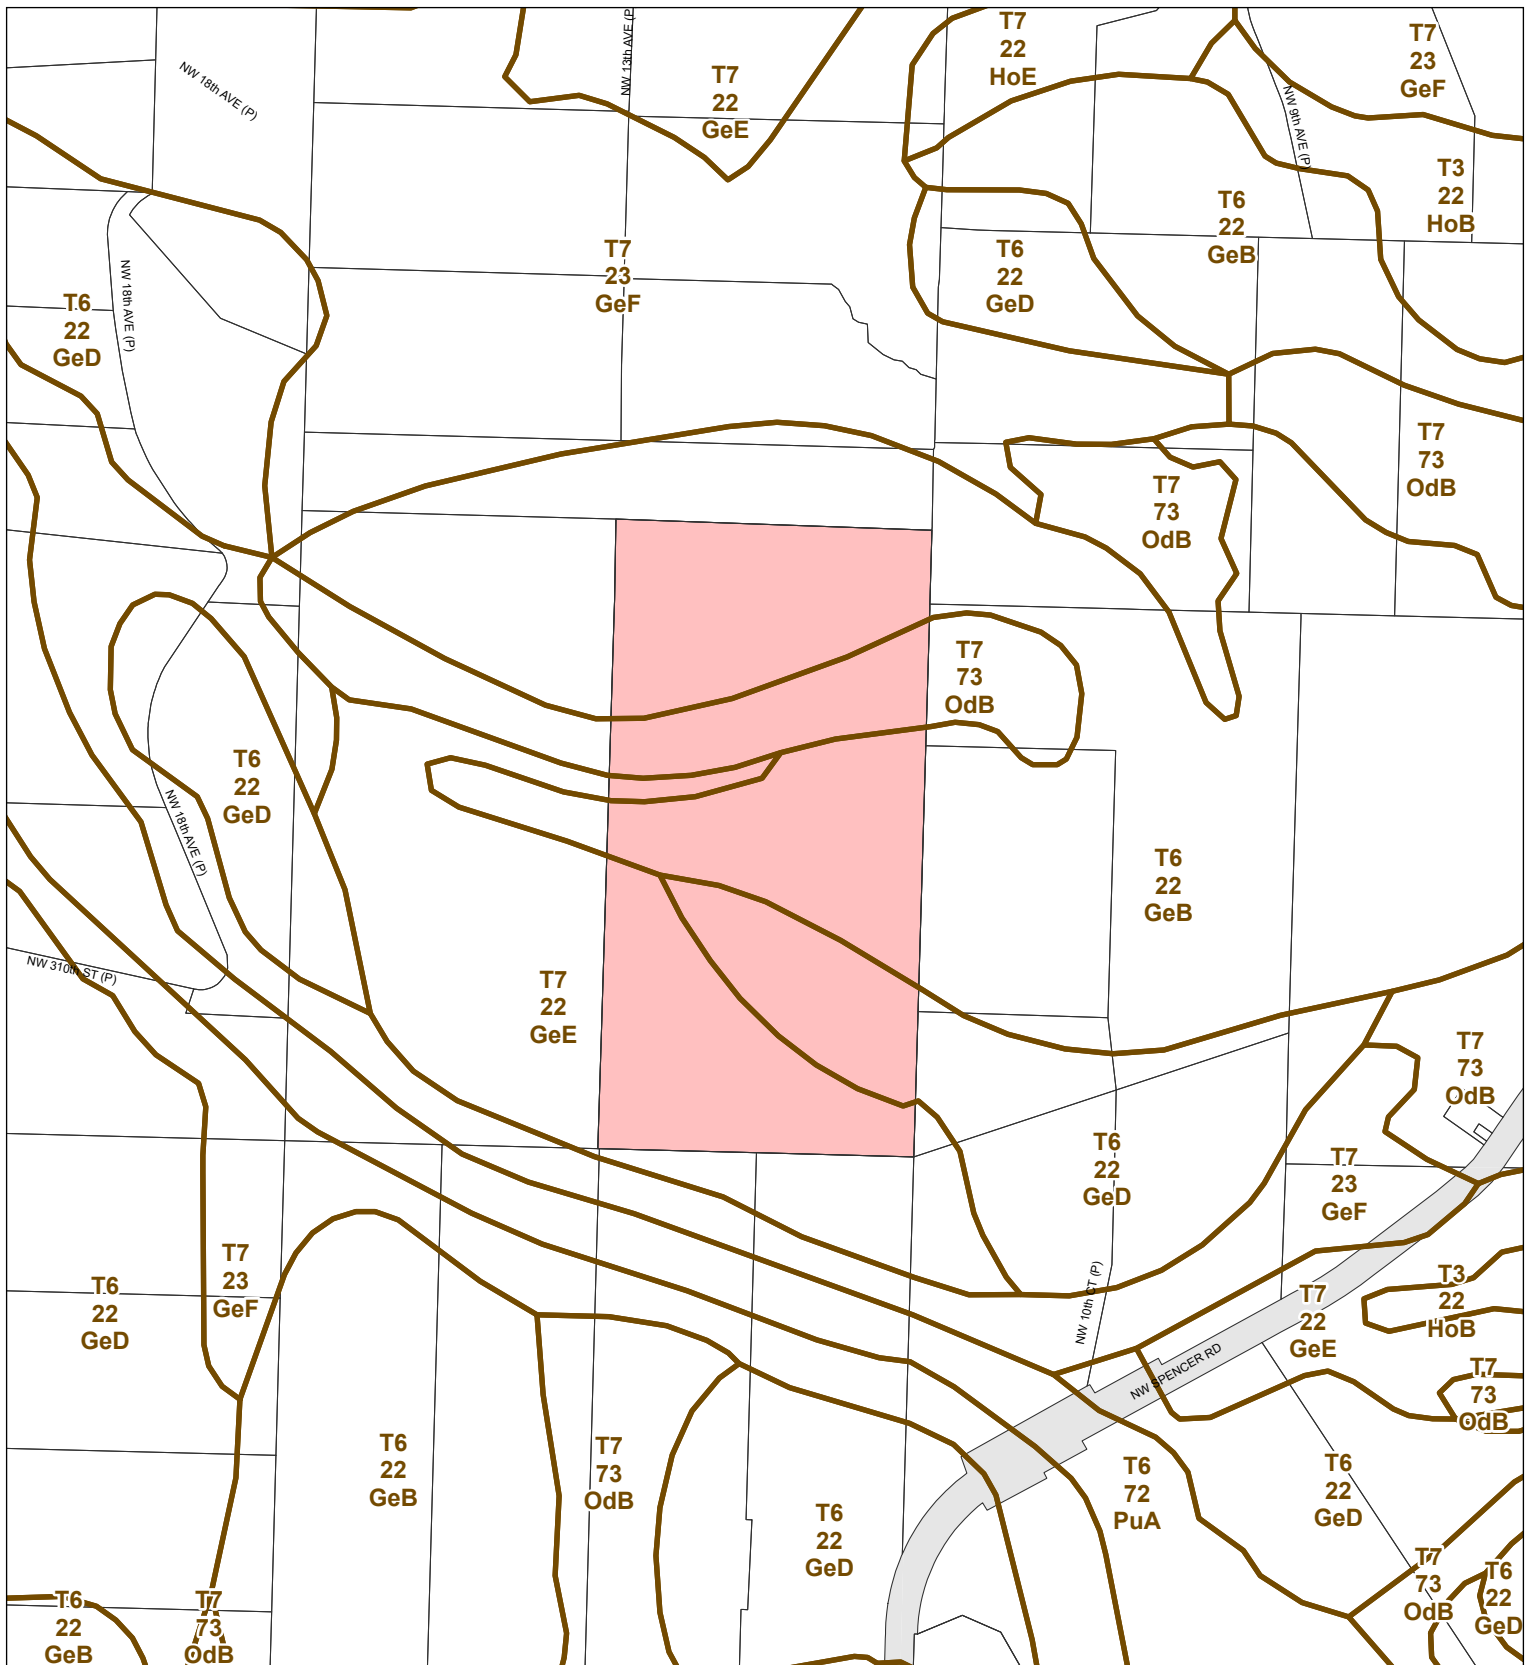 NW 18th AVE (P)
NW 13th AVE (P)
T7
22
GeE
T7
22
HoE
T7
23
GeF
NW 9th AVE (P)
T3
22
HoB
T6
22
GeB
T6
22
GeD
T7
23
GeF
NW 18th AVE (P)
T6
22
GeD
T7
73
OdB
T7
73
OdB
T7
73
OdB
T6
22
GeD
NW 18th AVE (P)
T6
22
GeB
NW 310th ST (P)
T7
22
GeE
T7
73
OdB
T6
22
GeD
T7
23
GeF
T7
23
GeF
T6
22
GeD
NW 10th CT (P)
T7
22
GeE
T3
22
HoB
NW SPENCER RD
T7
73
OdB
T6
22
GeB
T7
73
OdB
T6
72
PuA
T6
22
GeD
T6
22
GeD
T7
73
OdB
T6
22
GeD
T6
22
GeB
T7
73
OdB